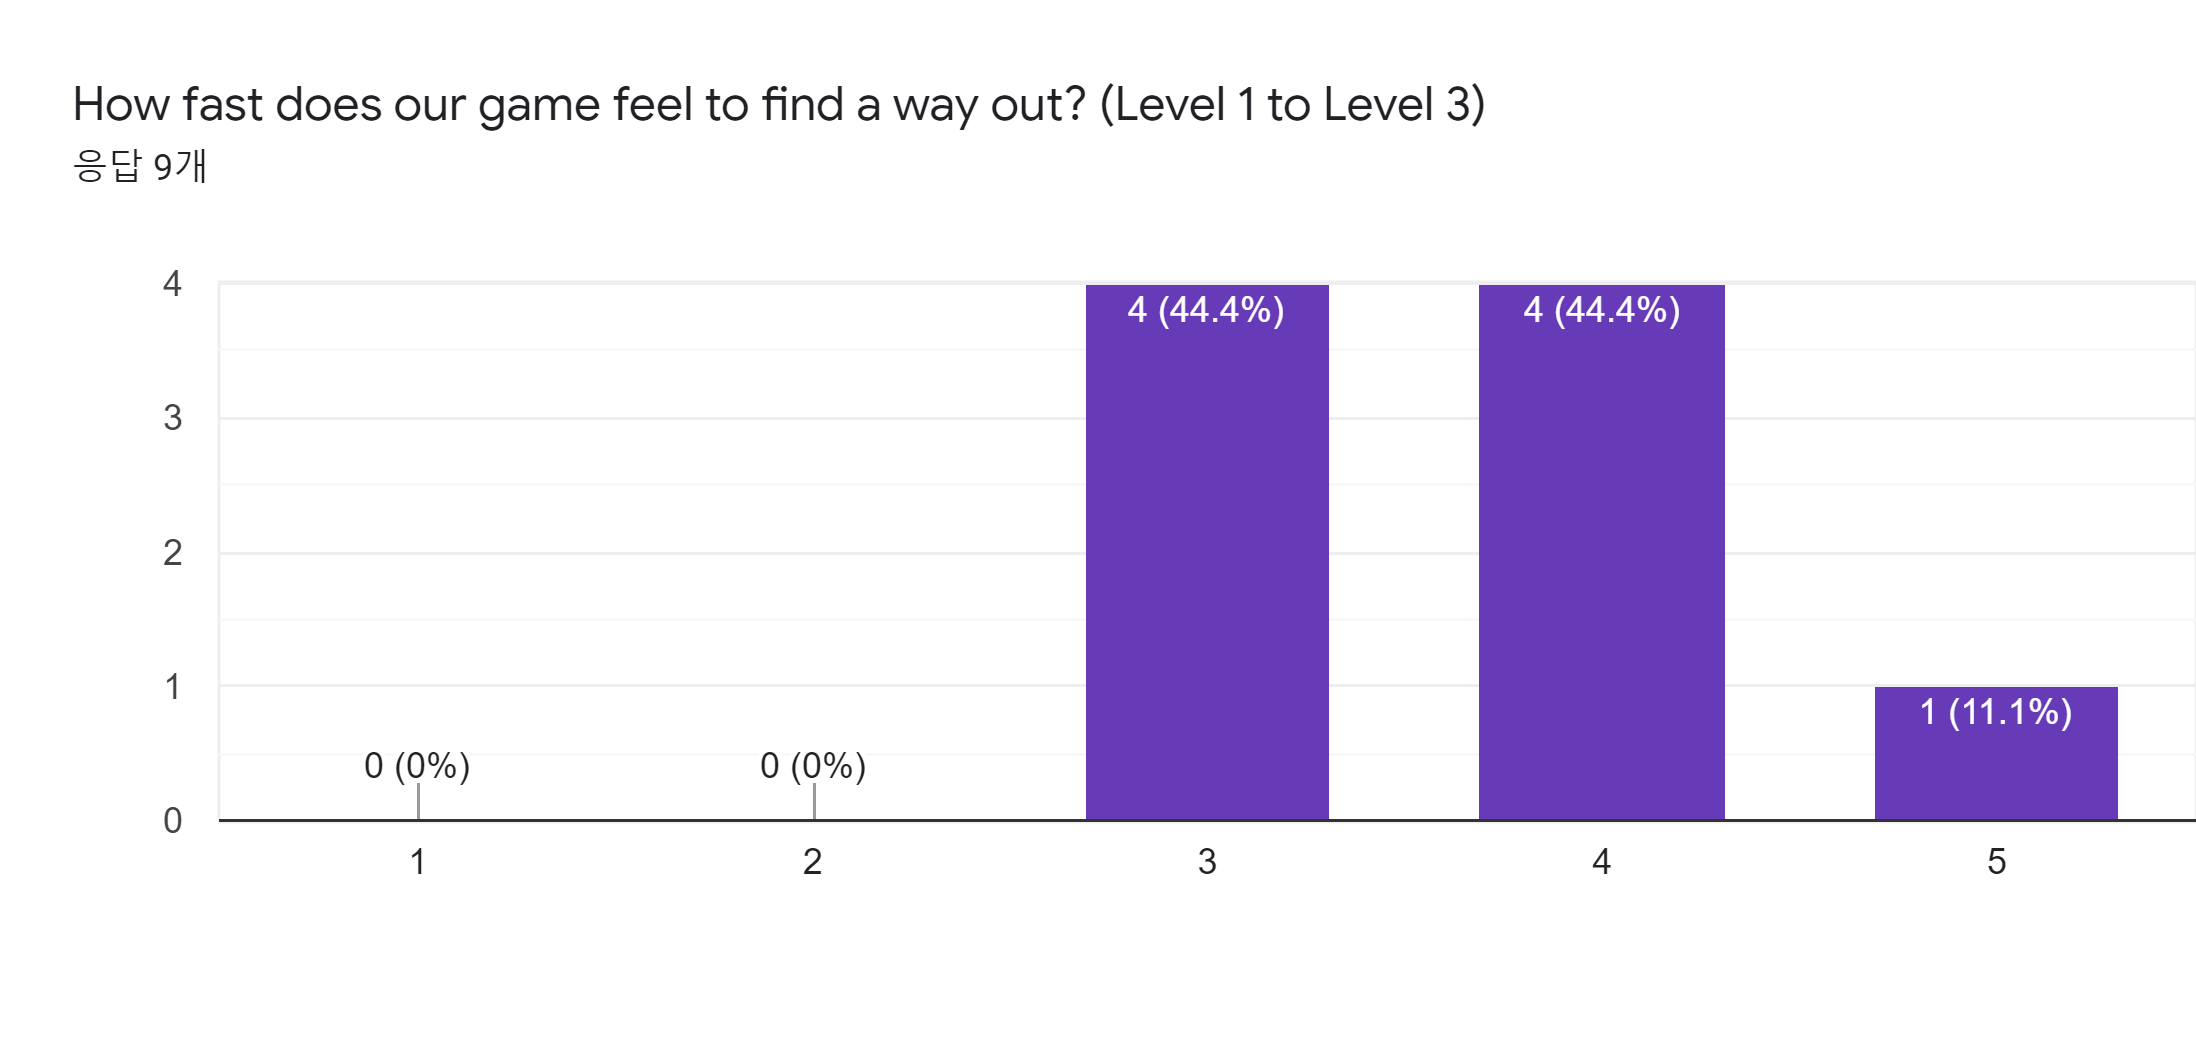 How fast does our game feel to find a way out? (Level 1 to Level 3)
응답 9개
4
4 (44.4%) 4 (44.4%)
3
2
1
1 (11.1%)
0 (0%) 0 (0%)
0
1 2 3 4 5